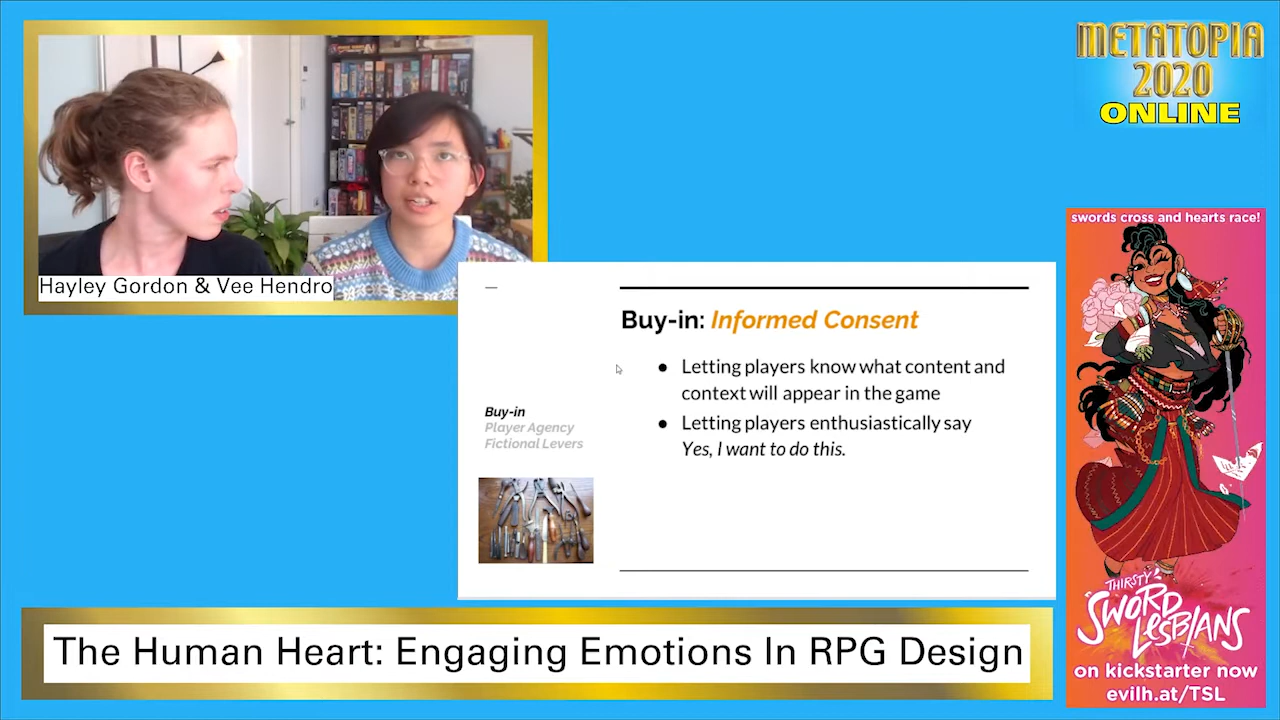 METATOPIA
2020
ONLINE
Hayley Gordon & Vee Hendro
Buy-in: Informed Consent
● Letting players know what content and
context will appear in the game
● Letting players enthusiastically say
Yes, I want to do this.
Buy-in
Player Agency
Fictional Levers
swords cross and hearts race!
THIRSTY
SWORD
LESBIANS
on kickstarter now
evilh.at/TSL
The Human Heart: Engaging Emotions In RPG Design